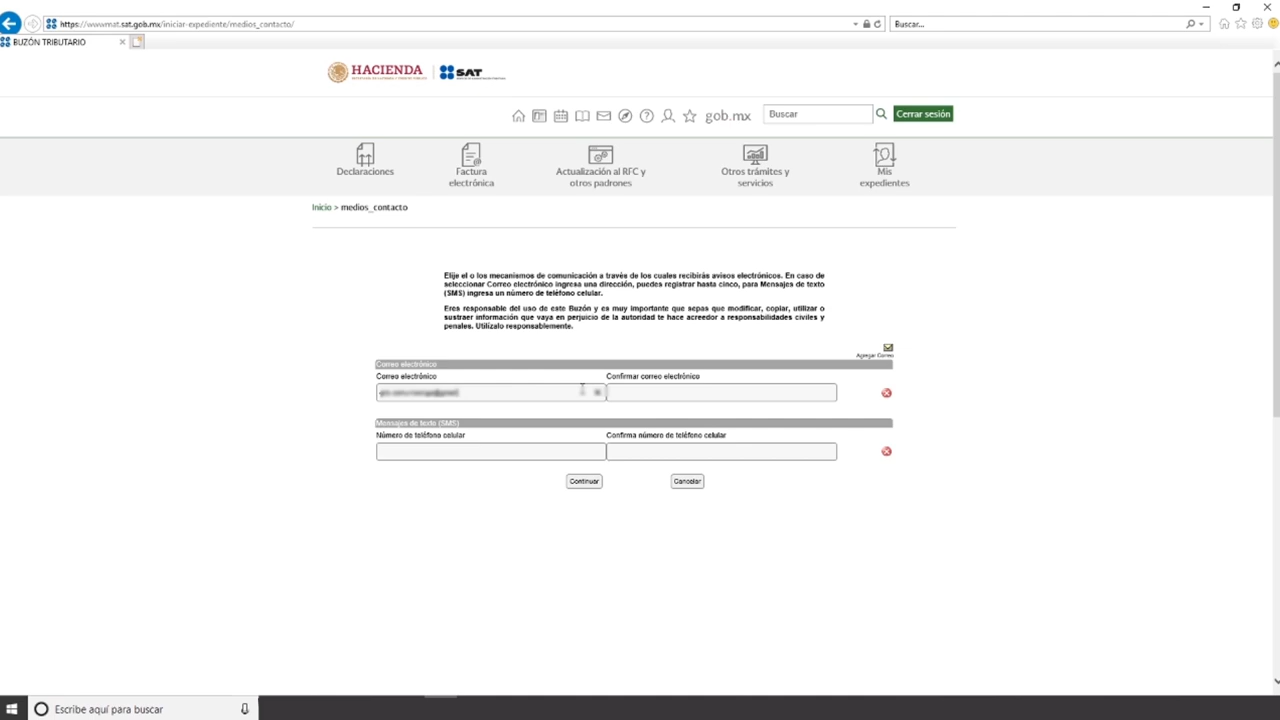 https://wwwmat.sat.gob.mx/iniciar-expediente/medios_contacto/
Buscar...
BUZÓN TRIBUTARIO
HACIENDA
SAT
gob.mx
Buscar
Cerrar sesión
Declaraciones
Factura
electrónica
Actualización al RFC y
otros padrones
Otros trámites y
servicios
Mis
expedientes
Inicio > medios_contacto
Elije el o los mecanismos de comunicación a través de los cuales recibirás avisos electrónicos. En caso de
seleccionar Correo electrónico ingresa una dirección, puedes registrar hasta cinco, para Mensajes de texto
(SMS) ingresa un número de teléfono celular.
Eres responsable del uso de este Buzón y es muy importante que sepas que modificar, copiar, utilizar o
sustraer información que vaya en perjuicio de la autoridad te hace acreedor a responsabilidades civiles y
penales. Utilízalo responsablemente.
Agregar Correo
Correo electrónico
Correo electrónico
Confirmar correo electrónico
Mensajes de texto (SMS)
Número de teléfono celular
Confirma número de teléfono celular
Continuar
Cancelar
Escribe aquí para buscar